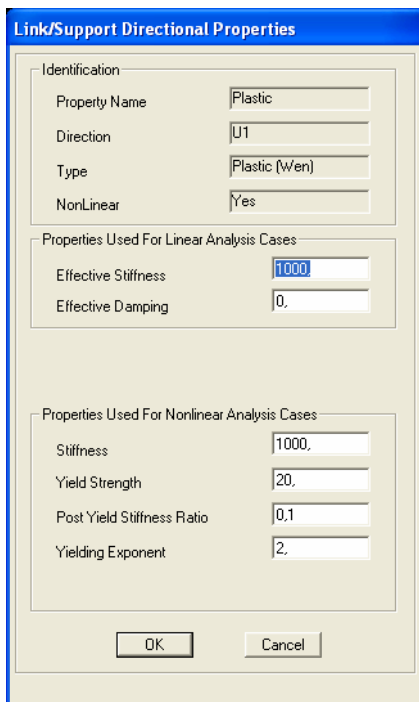 Link/Support Directional Properties
Identification
Property Name Plastic
Direction U1
Type Plastic (Wen)
NonLinear Yes
Properties Used For Linear Analysis Cases
Effective Stiffness 1000,
Effective Damping 0,
Properties Used For Nonlinear Analysis Cases
Stiffness 1000,
Yield Strength 20,
Post Yield Stiffness Ratio 0,1
Yielding Exponent 2,
OK Cancel